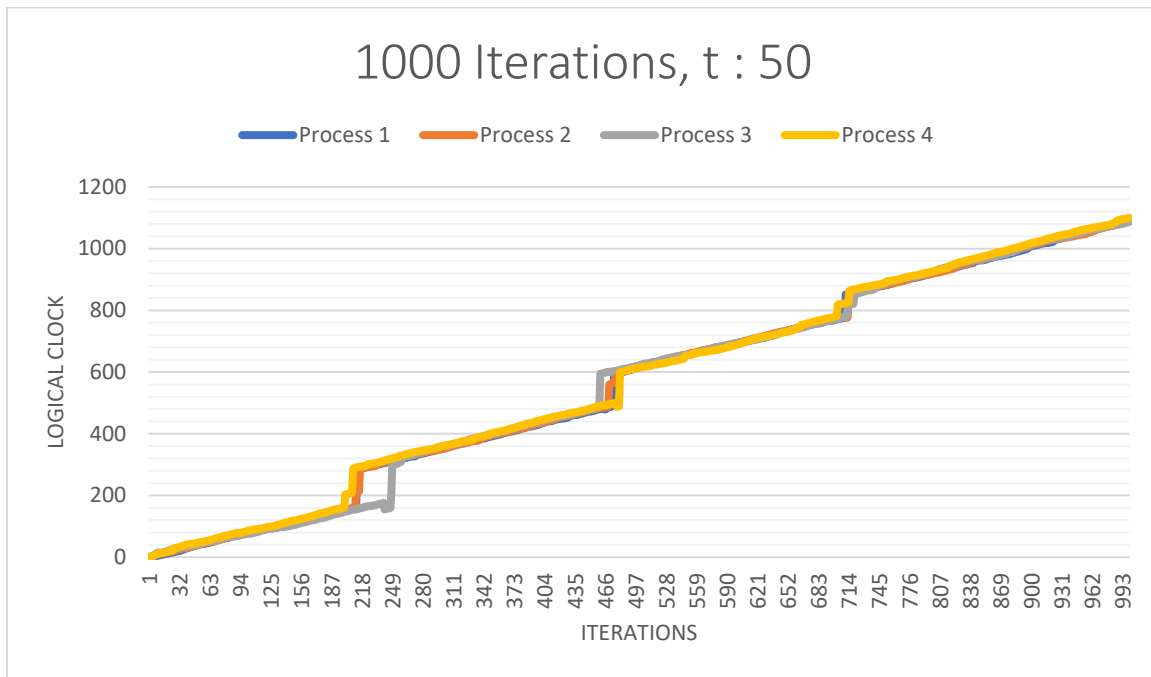 1000 Iterations, t : 50
Process 1 Process 2 Process 3 Process 4
1200
1000
800
600
400
200
0
LOGICAL CLOCK
1 32 63 94 125 156 187 218 249 280 311 342 373 404 435 466 497 528 559 590 621 652 683 714 745 776 807 838 869 900 931 962 993
ITERATIONS